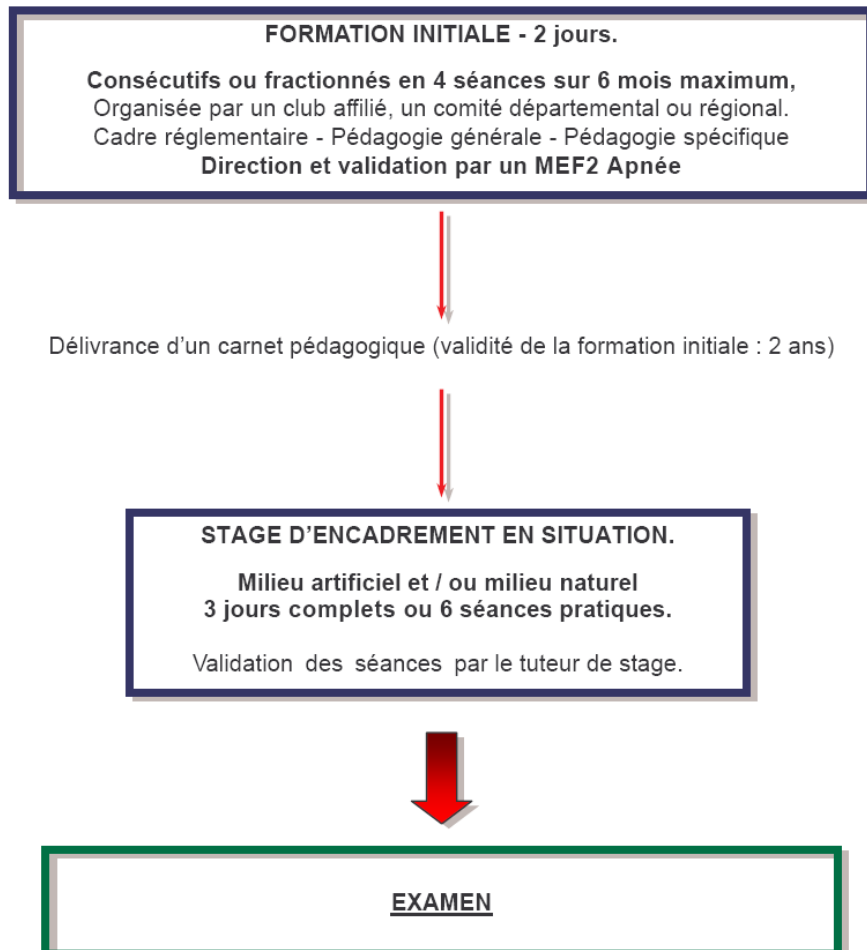 FORMATION INITIALE - 2 jours.
Consécutifs ou fractionnés en 4 séances sur 6 mois maximum,
Organisée par un club affilié, un comité départemental ou régional.
Cadre réglementaire - Pédagogie générale - Pédagogie spécifique
Direction et validation par un MEF2 Apnée
Délivrance d’un carnet pédagogique (validité de la formation initiale : 2 ans)
STAGE D’ENCADREMENT EN SITUATION.
Milieu artificiel et / ou milieu naturel
3 jours complets ou 6 séances pratiques.
Validation des séances par le tuteur de stage.
EXAMEN